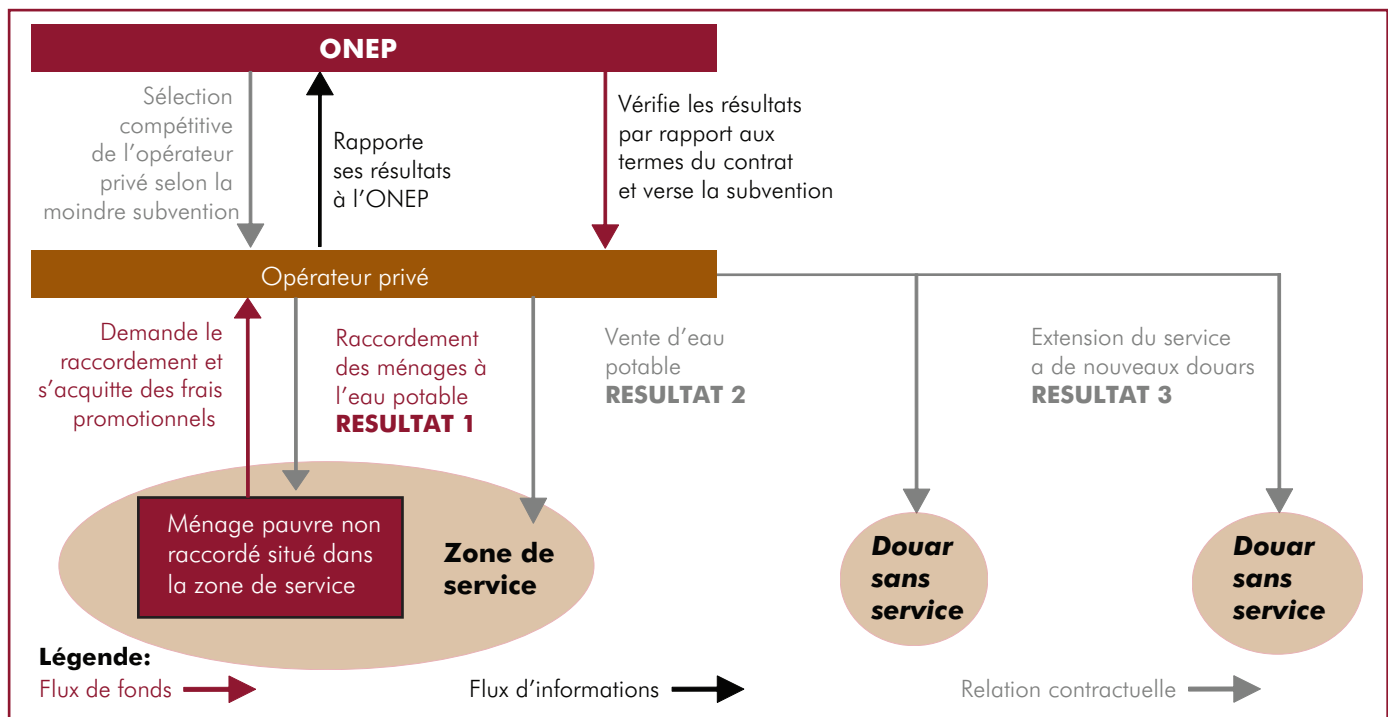 ONEP
Sélection
compétitive
de l'opérateur
privé selon la
moindre subvention
Rapporte
ses résultats
à l'ONEP
Vérifie les résultats
par rapport aux
termes du contrat
et verse la subvention
Opérateur privé
Demande le
raccordement et
s'acquitte des frais
promotionnels
Raccordement
des ménages à
l'eau potable
RESULTAT 1
Vente d'eau
potable
RESULTAT 2
Extension du service
a de nouveaux douars
RESULTAT 3
Ménage pauvre non
raccordé situé dans
la zone de service
Zone de
service
Douar
sans
service
Douar
sans
service
Légende:
Flux de fonds
Flux d'informations
Relation contractuelle